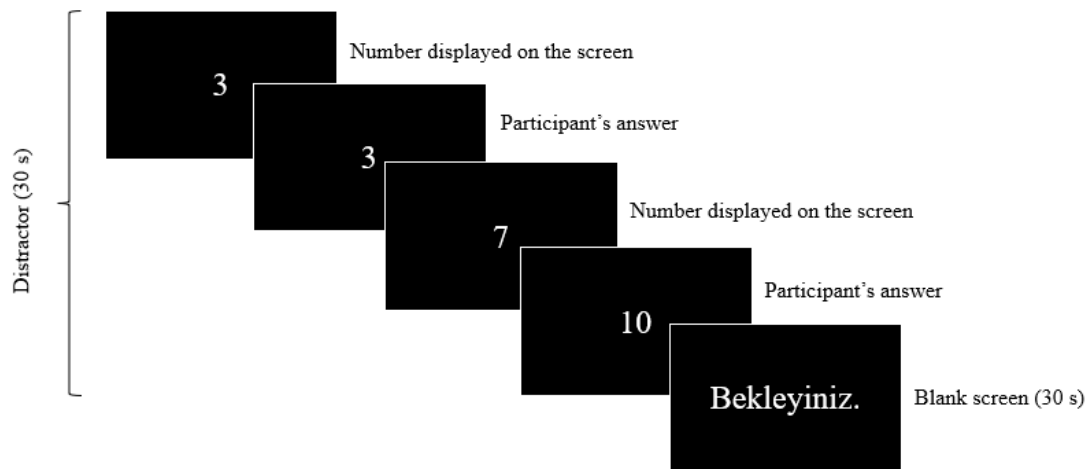 Distractor (30 s)
3
Number displayed on the screen
3
Participant’s answer
7
Number displayed on the screen
10
Participant’s answer
Bekleyiniz.
Blank screen (30 s)